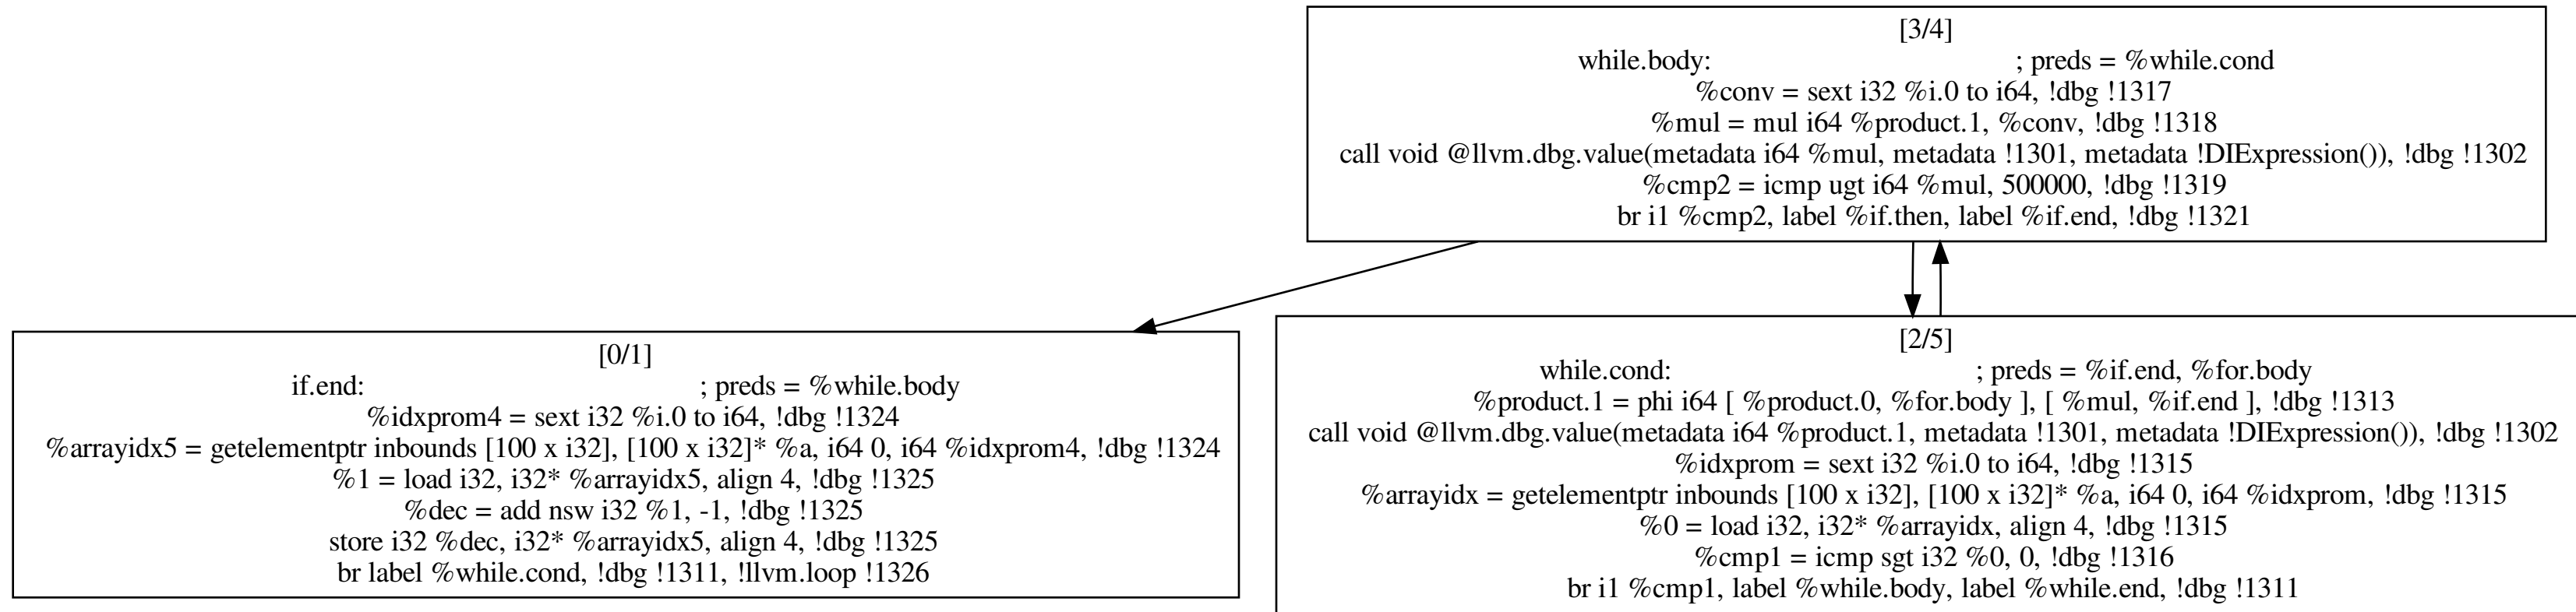 [3/4]
while.body: ; preds = %while.cond
%conv = sext i32 %i.0 to i64, !dbg !1317
%mul = mul i64 %product.1, %conv, !dbg !1318
call void @llvm.dbg.value(metadata i64 %mul, metadata !1301, metadata !DIExpression()), !dbg !1302
%cmp2 = icmp ugt i64 %mul, 500000, !dbg !1319
br i1 %cmp2, label %if.then, label %if.end, !dbg !1321
[0/1]
if.end: ; preds = %while.body
%idxprom4 = sext i32 %i.0 to i64, !dbg !1324
%arrayidx5 = getelementptr inbounds [100 x i32], [100 x i32]* %a, i64 0, i64 %idxprom4, !dbg !1324
%1 = load i32, i32* %arrayidx5, align 4, !dbg !1325
%dec = add nsw i32 %1, -1, !dbg !1325
store i32 %dec, i32* %arrayidx5, align 4, !dbg !1325
br label %while.cond, !dbg !1311, !llvm.loop !1326
[2/5]
while.cond: ; preds = %if.end, %for.body
%product.1 = phi i64 [ %product.0, %for.body ], [ %mul, %if.end ], !dbg !1313
call void @llvm.dbg.value(metadata i64 %product.1, metadata !1301, metadata !DIExpression()), !dbg !1302
%idxprom = sext i32 %i.0 to i64, !dbg !1315
%arrayidx = getelementptr inbounds [100 x i32], [100 x i32]* %a, i64 0, i64 %idxprom, !dbg !1315
%0 = load i32, i32* %arrayidx, align 4, !dbg !1315
%cmp1 = icmp sgt i32 %0, 0, !dbg !1316
br i1 %cmp1, label %while.body, label %while.end, !dbg !1311